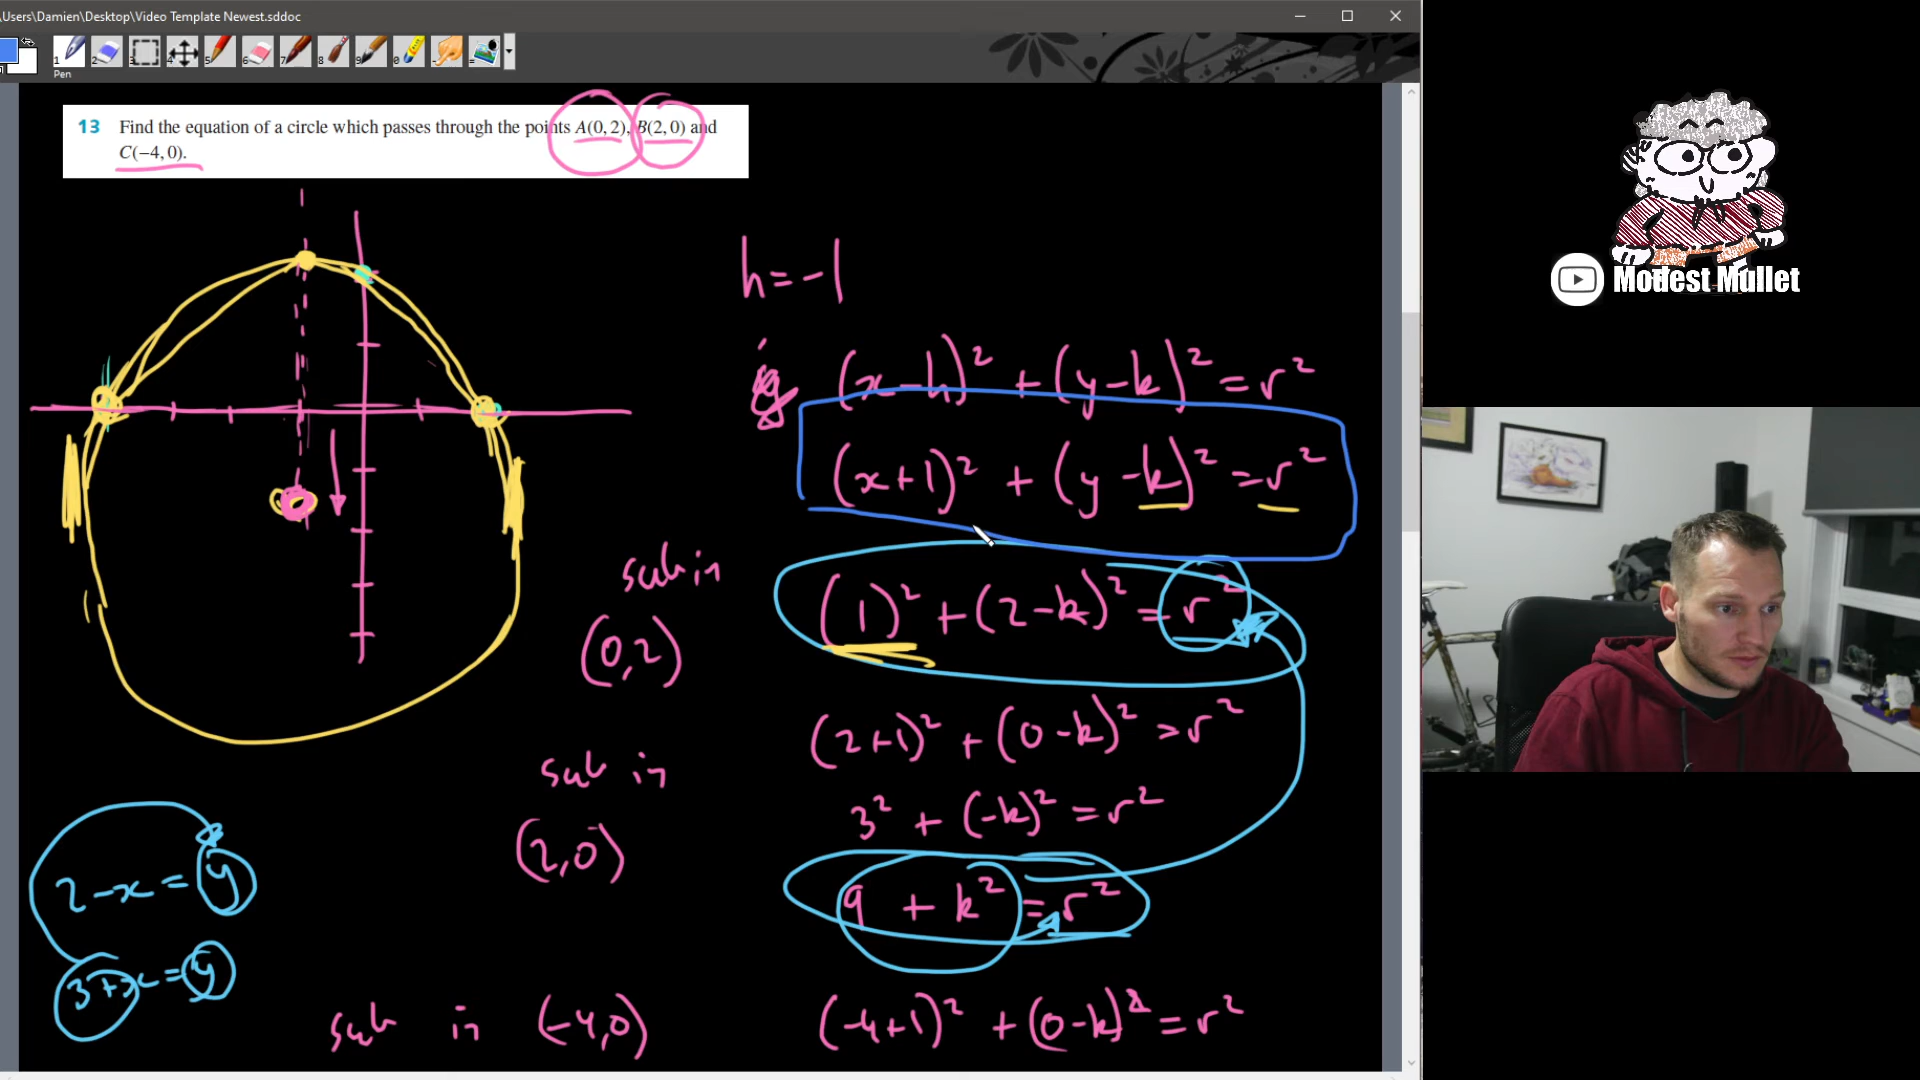 Users\Damien\Desktop\Video Template Newest.sddoc
Pen
13 Find the equation of a circle which passes through the points A(0, 2), B(2, 0) and
C(−4, 0).
h = -1
(x-h)² + (y-k)² = r²
(x+1)² + (y-k)² = r²
sub in
(0,2)
(1)² + (2-k)² = r²
(2+1)² + (0-k)² = r²
sub in
(2,0)
3² + (-k)² = r²
9 + k² = r²
2-x = y
3+x = y
sub in (-4,0)
(-4+1)² + (0-k)² = r²
Modest Mullet